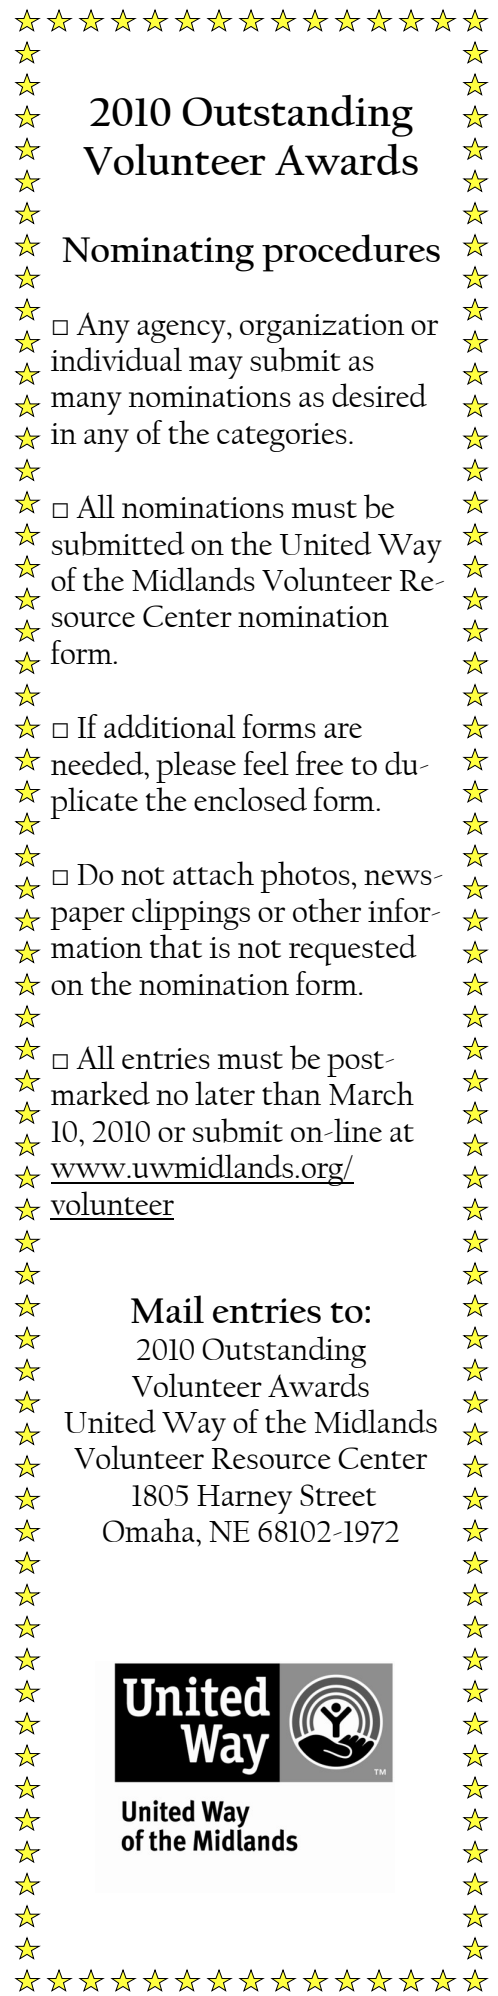 2010 Outstanding
Volunteer Awards
Nominating procedures
□ Any agency, organization or
individual may submit as
many nominations as desired
in any of the categories.
□ All nominations must be
submitted on the United Way
of the Midlands Volunteer Re-
source Center nomination
form.
□ If additional forms are
needed, please feel free to du-
plicate the enclosed form.
□ Do not attach photos, news-
paper clippings or other infor-
mation that is not requested
on the nomination form.
□ All entries must be post-
marked no later than March
10, 2010 or submit on-line at
www.uwmidlands.org/
volunteer
Mail entries to:
2010 Outstanding
Volunteer Awards
United Way of the Midlands
Volunteer Resource Center
1805 Harney Street
Omaha, NE 68102-1972
United
Way
TM
United Way
of the Midlands